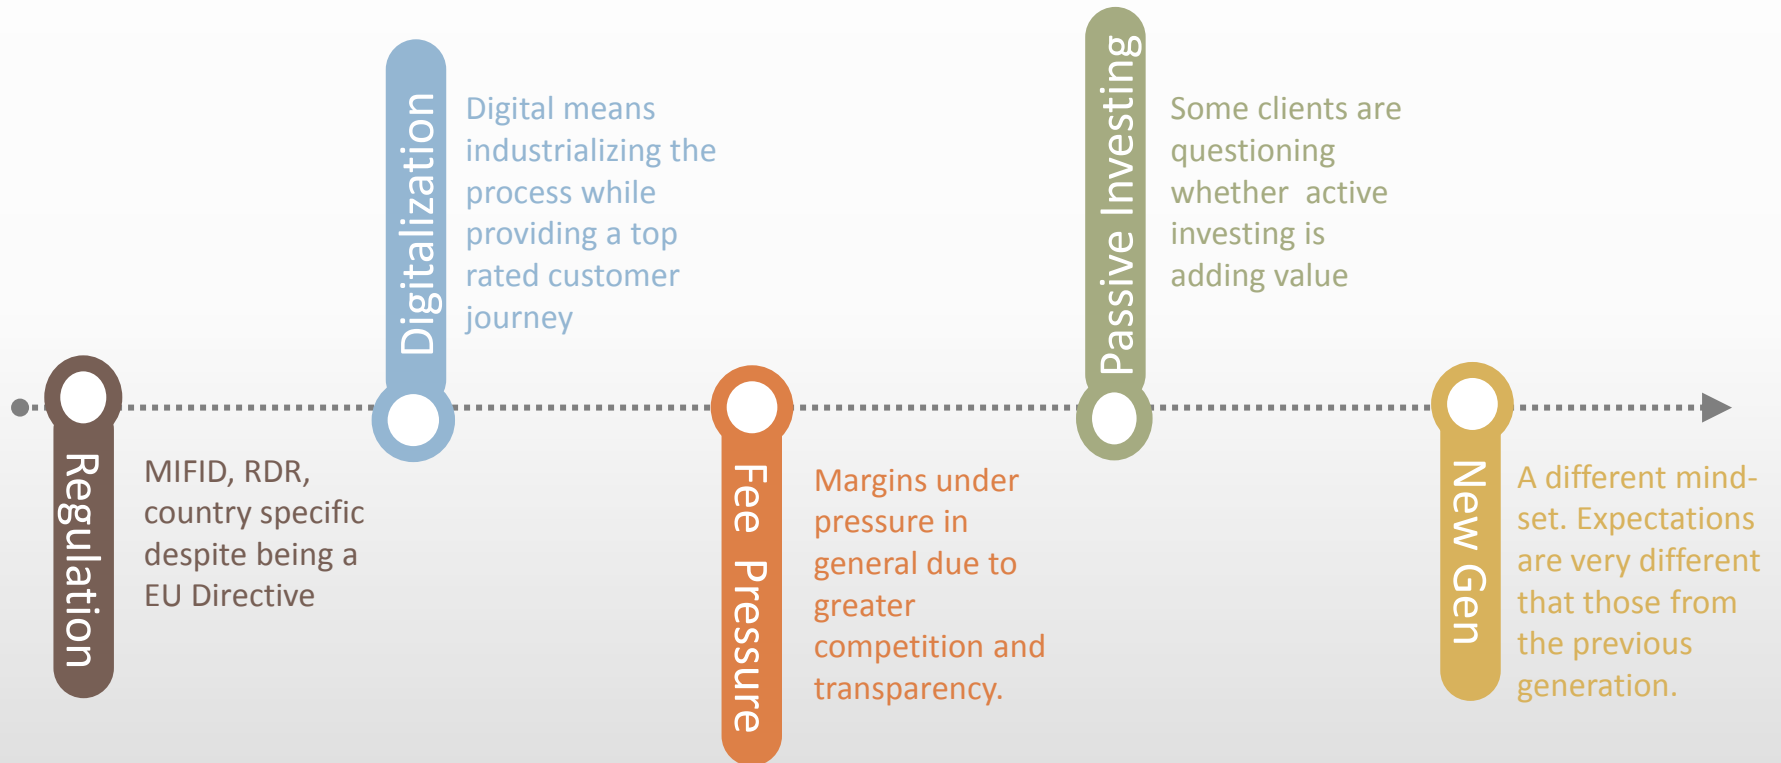 Regulation
MIFID, RDR,
country specific
despite being a
EU Directive
Digitalization
Digital means
industrializing the
process while
providing a top
rated customer
journey
Fee Pressure
Margins under
pressure in
general due to
greater
competition and
transparency.
Passive Investing
Some clients are
questioning
whether active
investing is
adding value
New Gen
A different mind-
set. Expectations
are very different
that those from
the previous
generation.